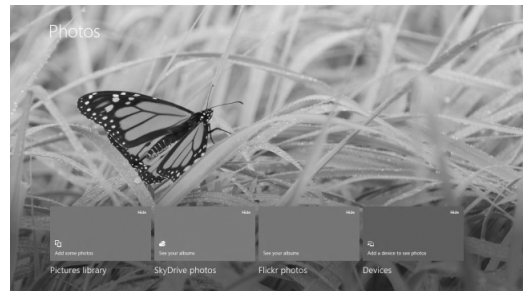 Photos
Hide
Hide
Hide
Hide
Add some photos
See your albums
See your albums
Add a device to see photos
Pictures library
SkyDrive photos
Flickr photos
Devices